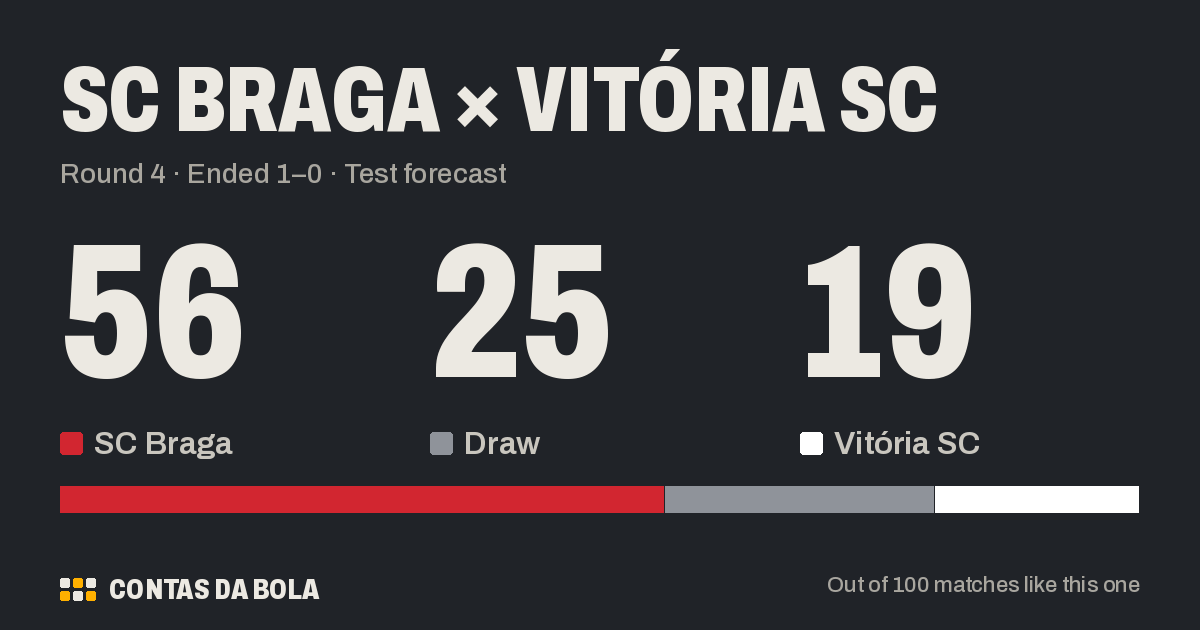 SC BRAGA × VITÓRIA SC
Round 4 · Ended 1–0 · Test forecast
56 25 19
SC Braga Draw Vitória SC
CONTAS DA BOLA
Out of 100 matches like this one